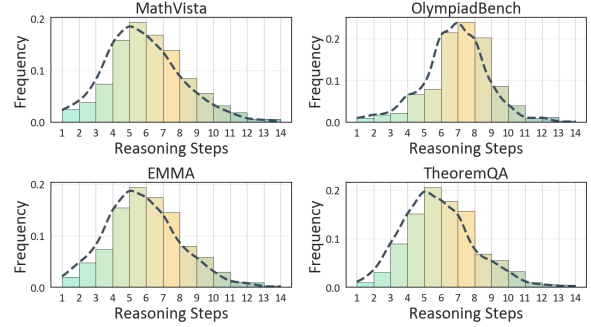 MathVista
Frequency
0.2
0.1
0.0
1 2 3 4 5 6 7 8 9 10 11 12 13 14
Reasoning Steps
OlympiadBench
Frequency
0.2
0.1
0.0
1 2 3 4 5 6 7 8 9 10 11 12 13 14
Reasoning Steps
EMMA
Frequency
0.2
0.1
0.0
1 2 3 4 5 6 7 8 9 10 11 12 13 14
Reasoning Steps
TheoremQA
Frequency
0.2
0.1
0.0
1 2 3 4 5 6 7 8 9 10 11 12 13 14
Reasoning Steps